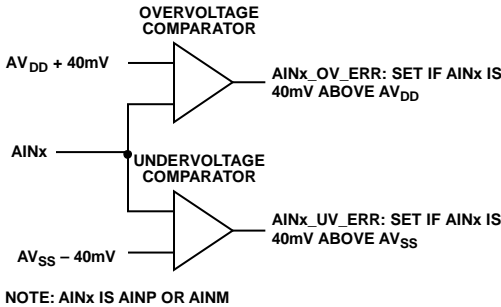 OVERVOLTAGE
COMPARATOR
AVDD + 40mV
AINx_OV_ERR: SET IF AINx IS
40mV ABOVE AVDD
AINx
UNDERVOLTAGE
COMPARATOR
AINx_UV_ERR: SET IF AINx IS
40mV ABOVE AVSS
AVSS – 40mV
NOTE: AINx IS AINP OR AINM